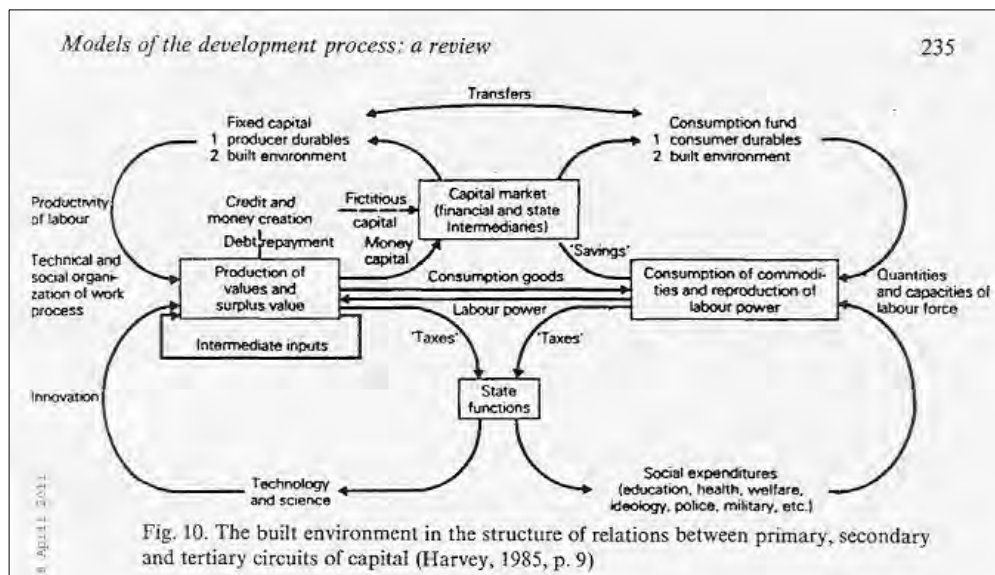 Models of the development process: a review
235
Transfers
Fixed capital
1 producer durables
2 built environment
Consumption fund
1 consumer durables
2 built environment
Productivity
of labour
Credit and
money creation
Fictitious
capital
Capital market
(financial and state
Intermediaries)
Debt repayment
Money
capital
'Savings'
Technical and
social organi-
zation of work
process
Production of
values and
surplus value
Consumption goods
Labour power
Consumption of commodi-
ties and reproduction of
labour power
Quantities
and capacities of
labour force
Intermediate inputs
'Taxes'
'Taxes'
Innovation
State
functions
Technology
and science
Social expenditures
(education, health, welfare,
ideology, police, military, etc.)
8 April 2011
Fig. 10. The built environment in the structure of relations between primary, secondary
and tertiary circuits of capital (Harvey, 1985, p. 9)